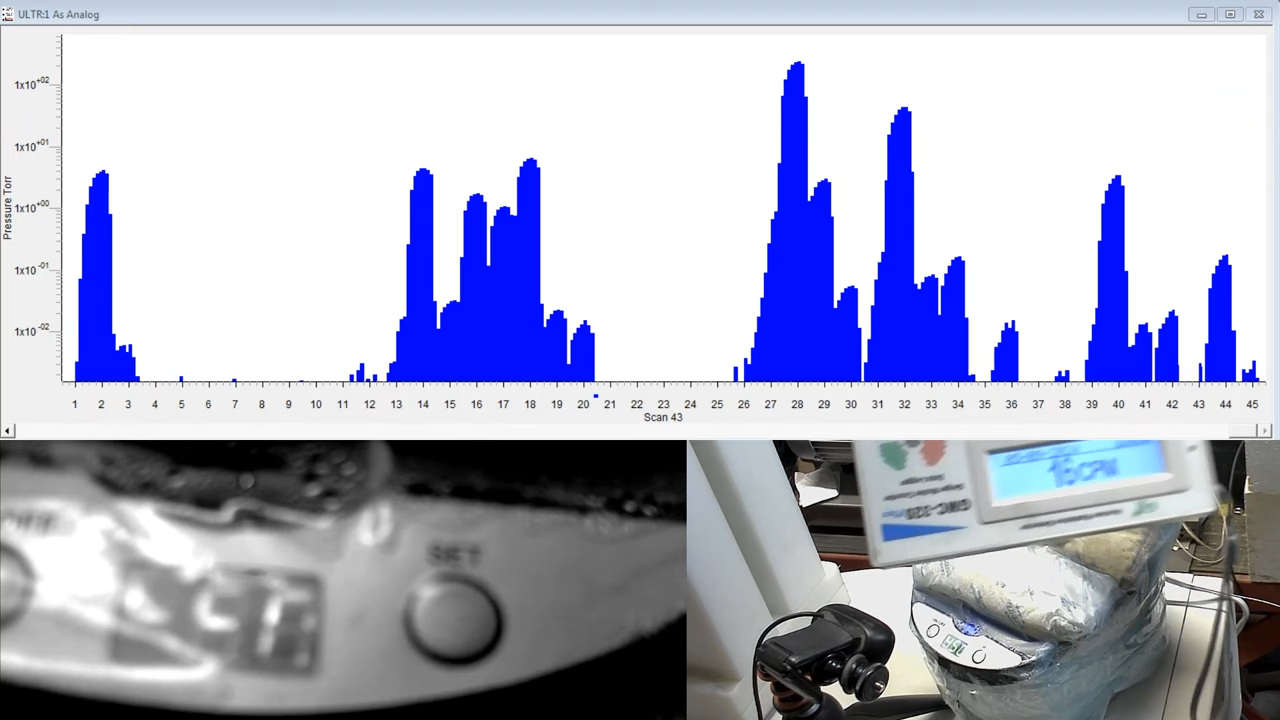 ULTR:1 As Analog
1x10+02
1x10+01
1x10+00
1x10-01
1x10-02
Pressure Torr
1 2 3 4 5 6 7 8 9 10 11 12 13 14 15 16 17 18 19 20 21 22 23 24 25 26 27 28 29 30 31 32 33 34 35 36 37 38 39 40 41 42 43 44 45
Scan 43
SET